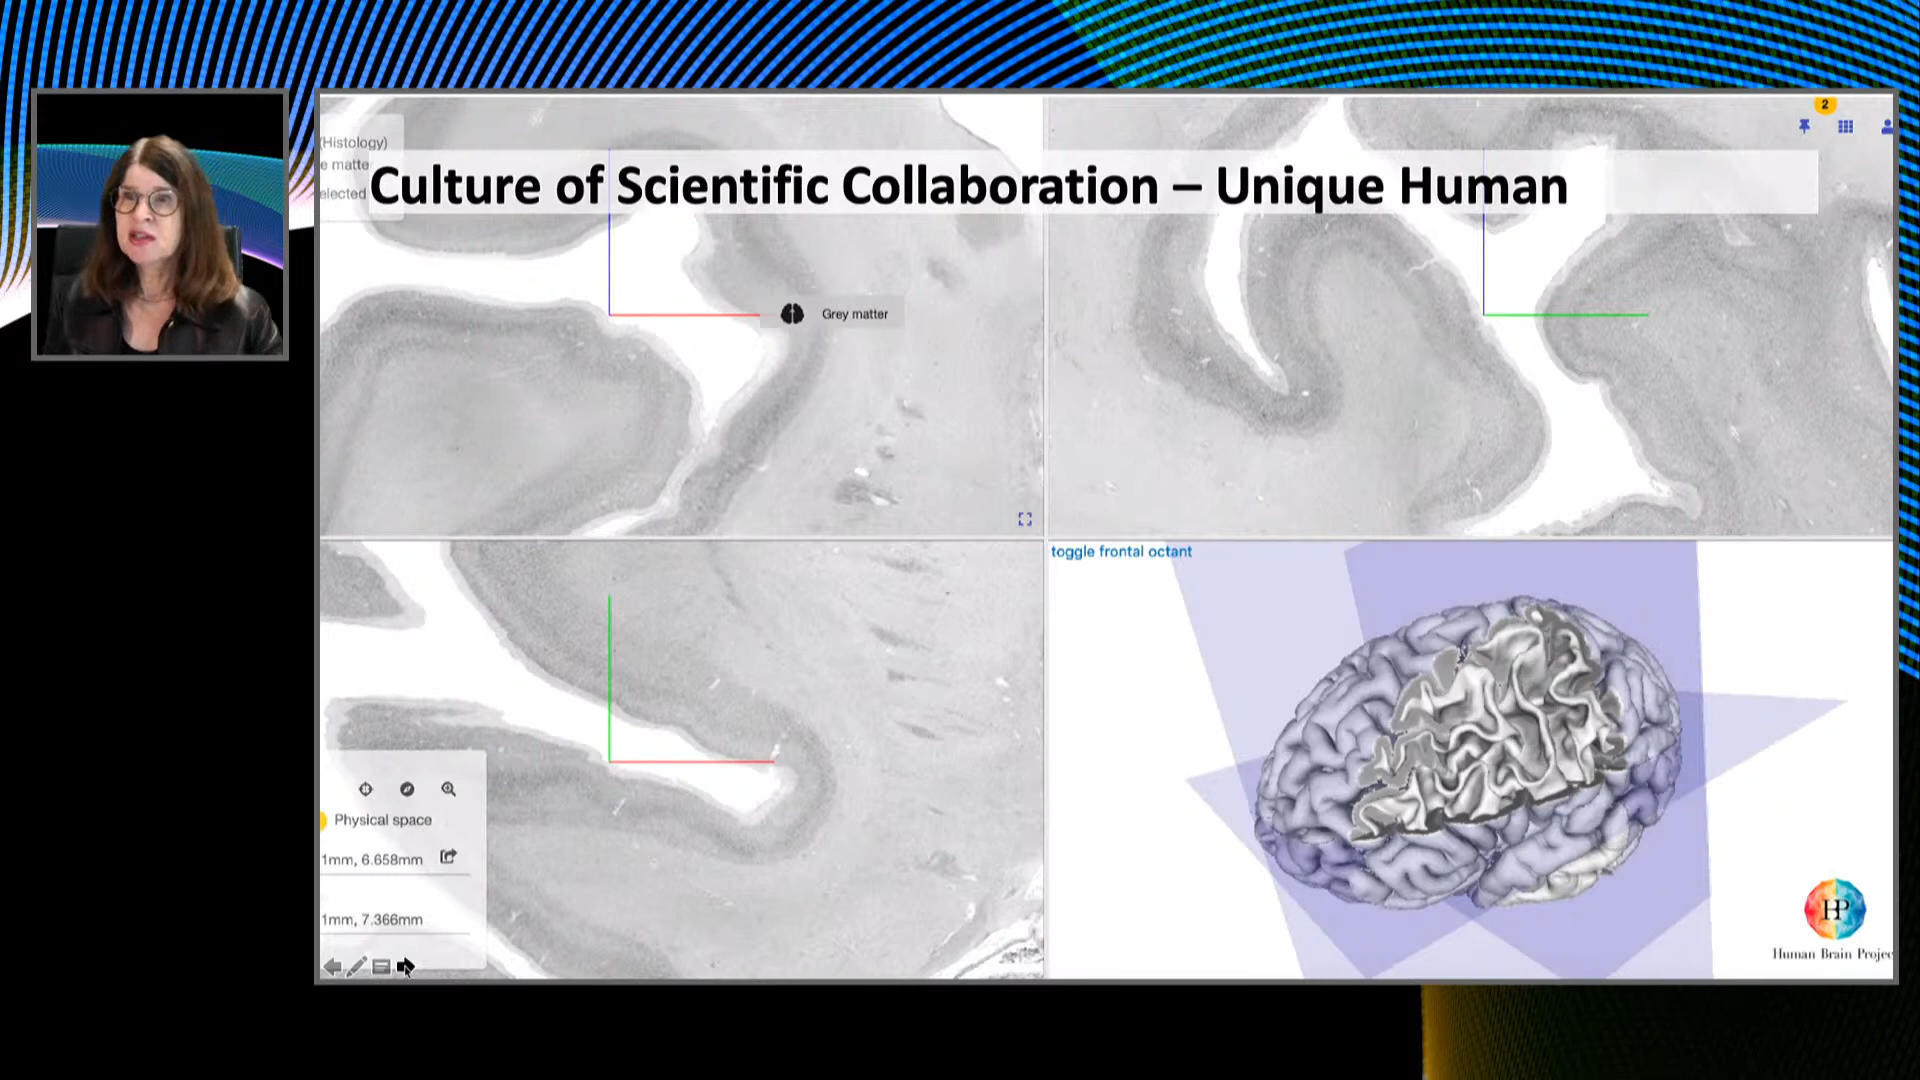 2
(Histology)
e matte
elected
Culture of Scientific Collaboration – Unique Human
Grey matter
toggle frontal octant
Physical space
1mm, 6.658mm
1mm, 7.366mm
HP
Human Brain Projec